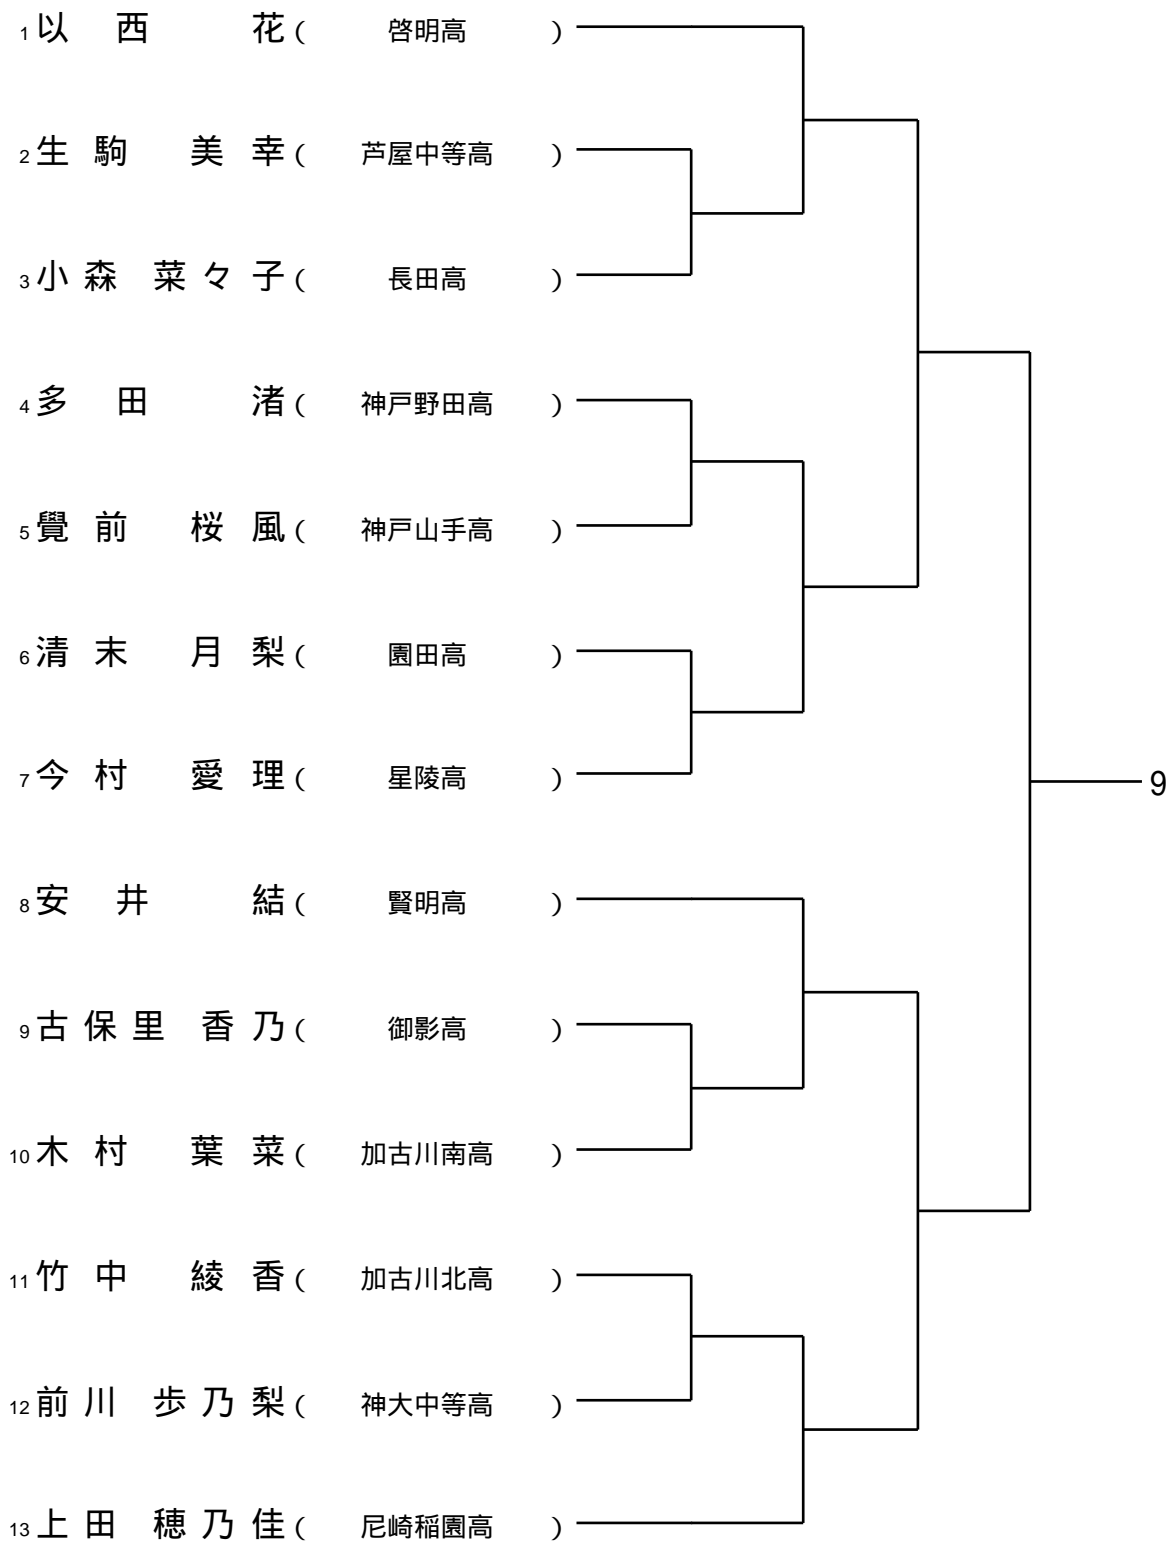 1 以西 花 ( 啓明高 )
2 生駒 美幸 ( 芦屋中等高 )
3 小森 菜々子 ( 長田高 )
4 多田 渚 ( 神戸野田高 )
5 覺前 桜風 ( 神戸山手高 )
6 清末 月梨 ( 園田高 )
7 今村 愛理 ( 星陵高 )
9
8 安井 結 ( 賢明高 )
9 古保里 香乃 ( 御影高 )
10 木村 葉菜 ( 加古川南高 )
11 竹中 綾香 ( 加古川北高 )
12 前川 歩乃梨 ( 神大中等高 )
13 上田 穂乃佳 ( 尼崎稲園高 )